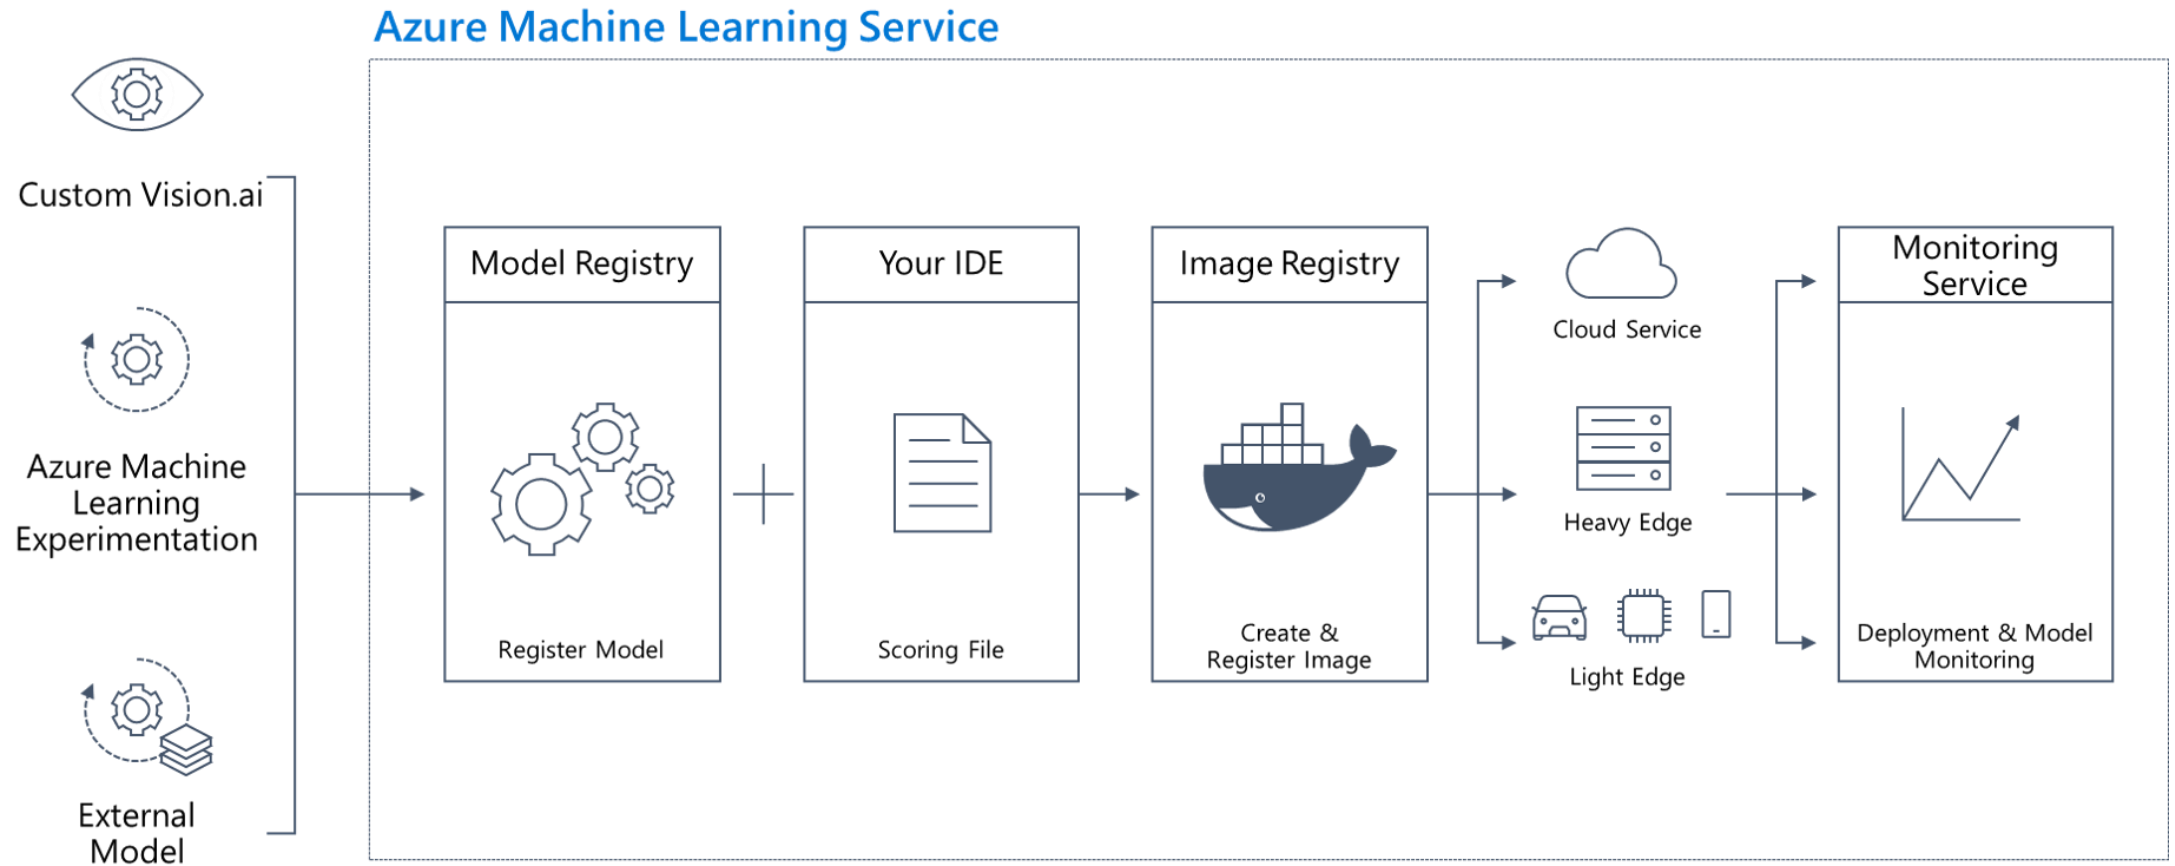 Azure Machine Learning Service
Custom Vision.ai
Azure Machine
Learning
Experimentation
External
Model
Model Registry
Register Model
Your IDE
Scoring File
Image Registry
Create &
Register Image
Cloud Service
Heavy Edge
Light Edge
Monitoring
Service
Deployment & Model
Monitoring